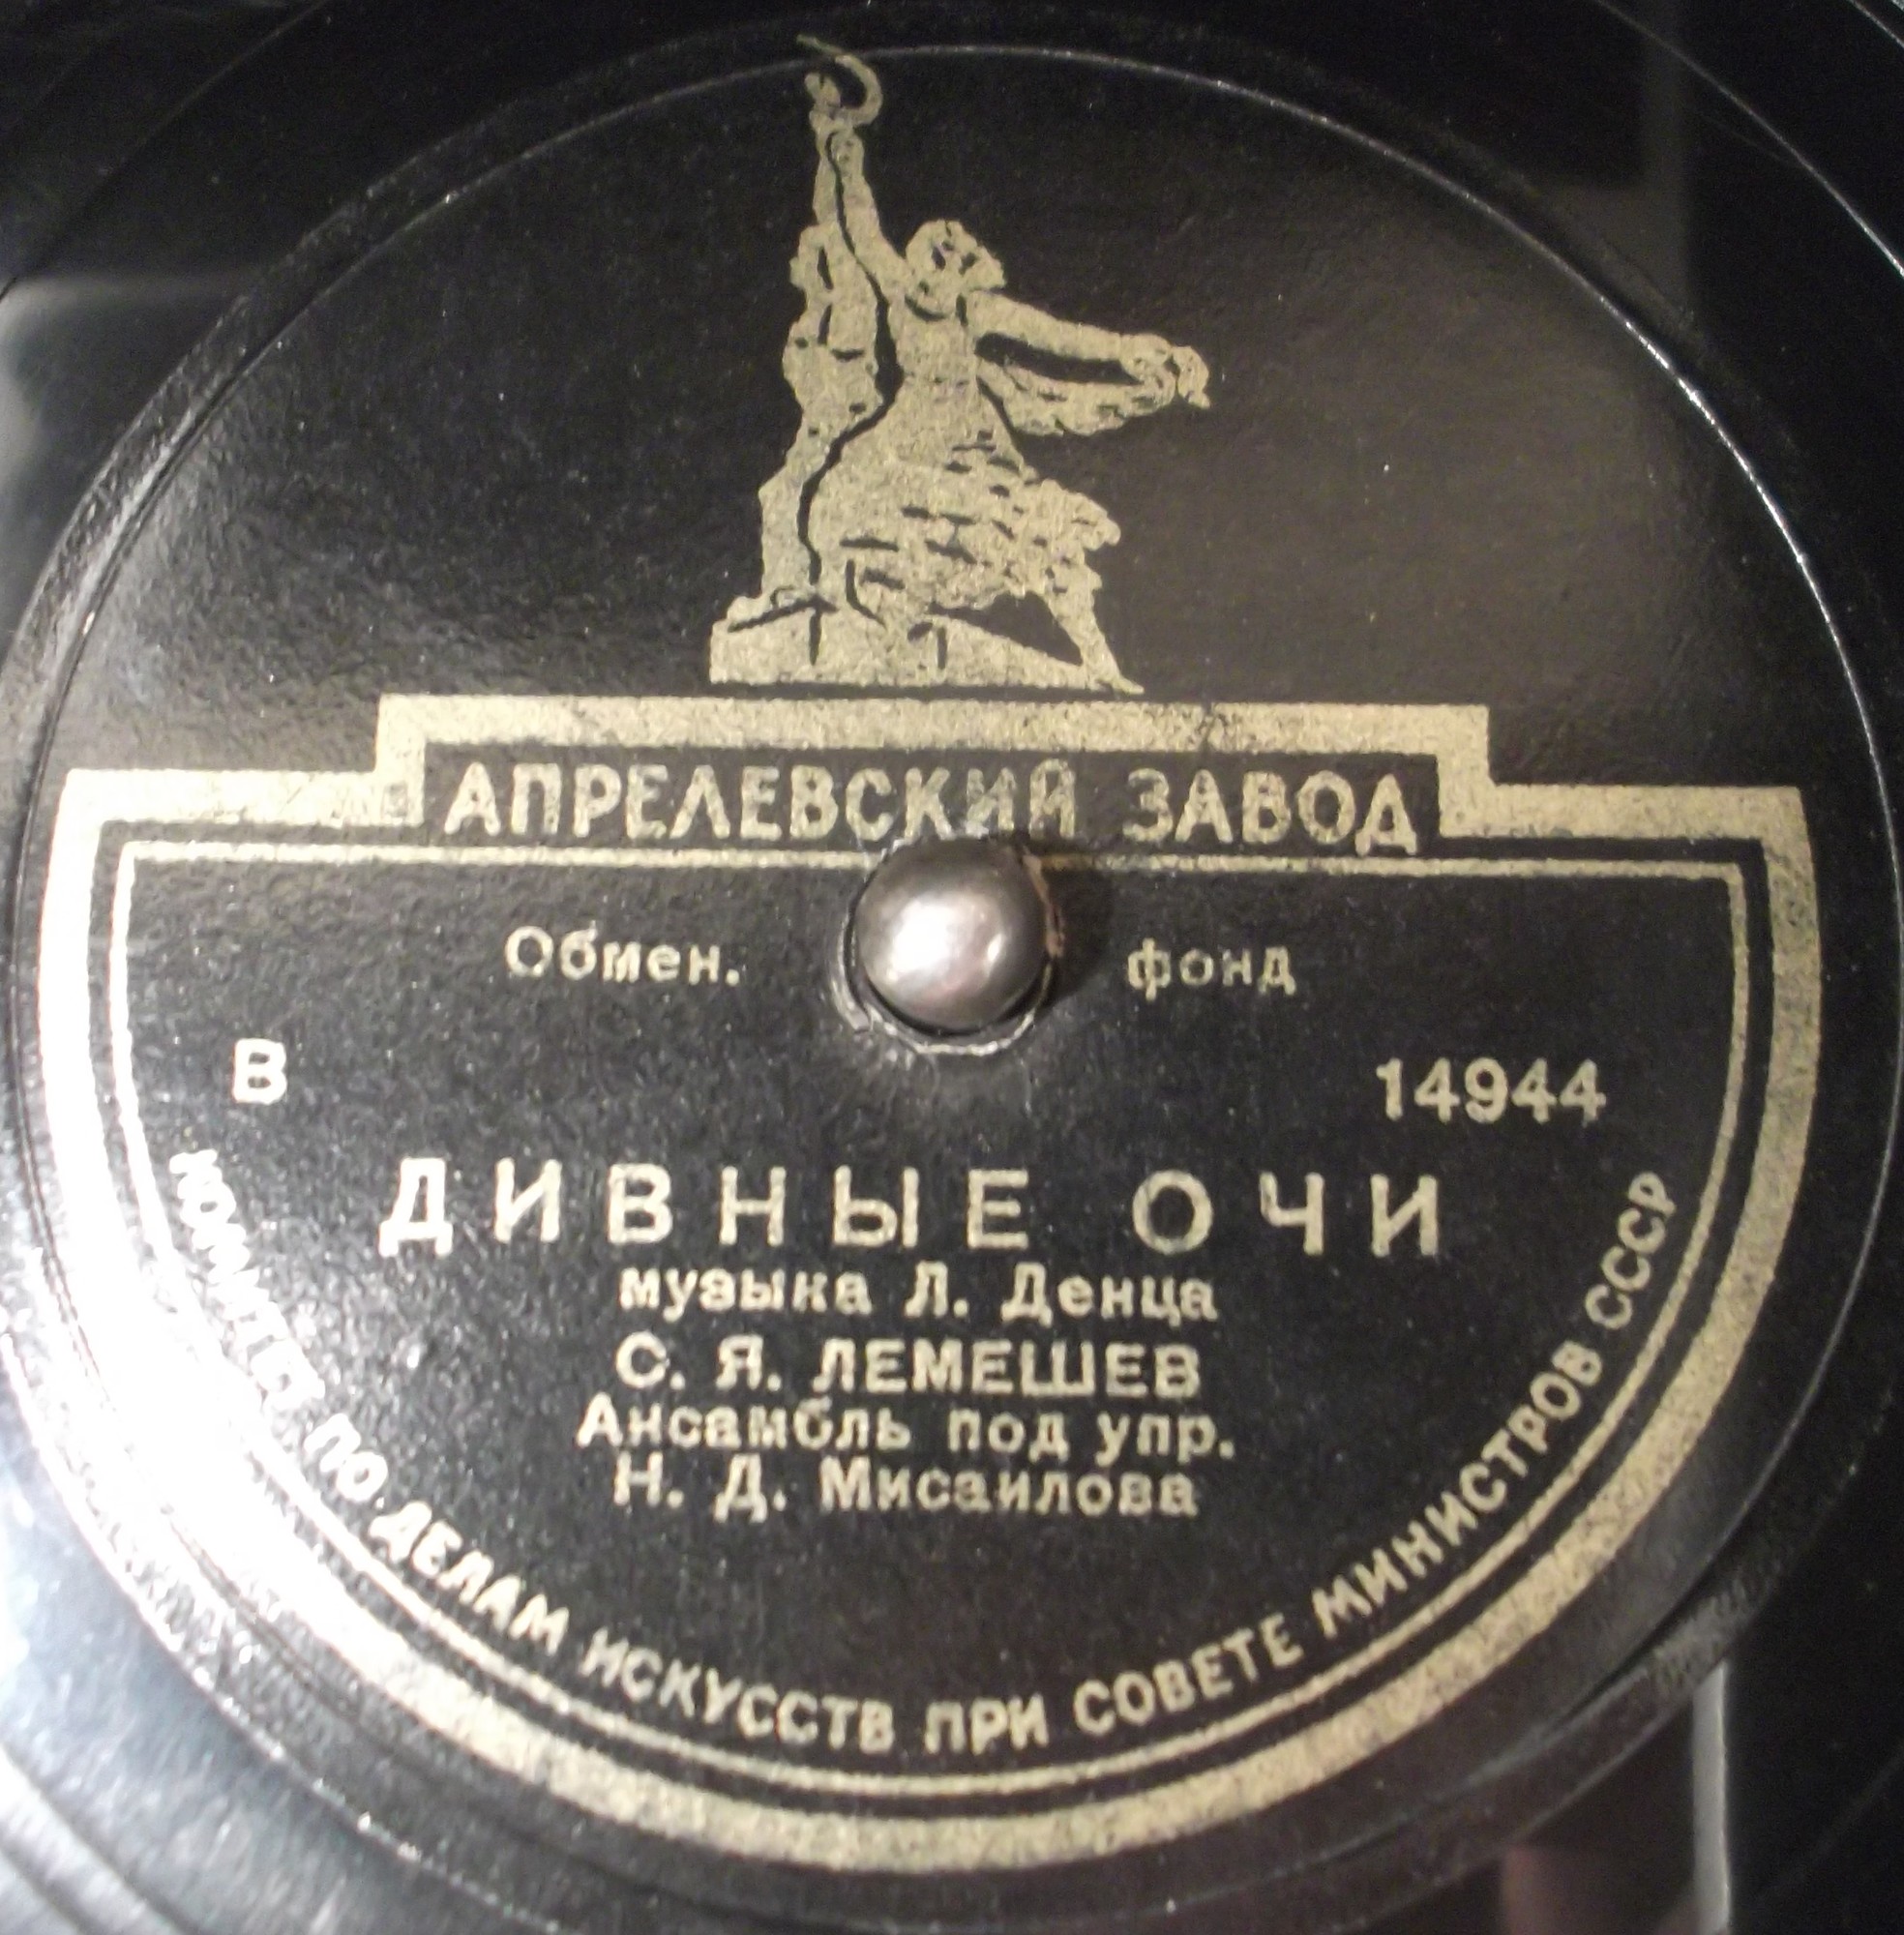 АПРЕЛЕВСКИЙ ЗАВОД
Обмен. фонд
В 14944
ДИВНЫЕ ОЧИ
музыка Л. Денца
С. Я. ЛЕМЕШЕВ
Ансамбль под упр.
Н. Д. Мисаилова
КОМИТЕТ ПО ДЕЛАМ ИСКУССТВ ПРИ СОВЕТЕ МИНИСТРОВ СССР